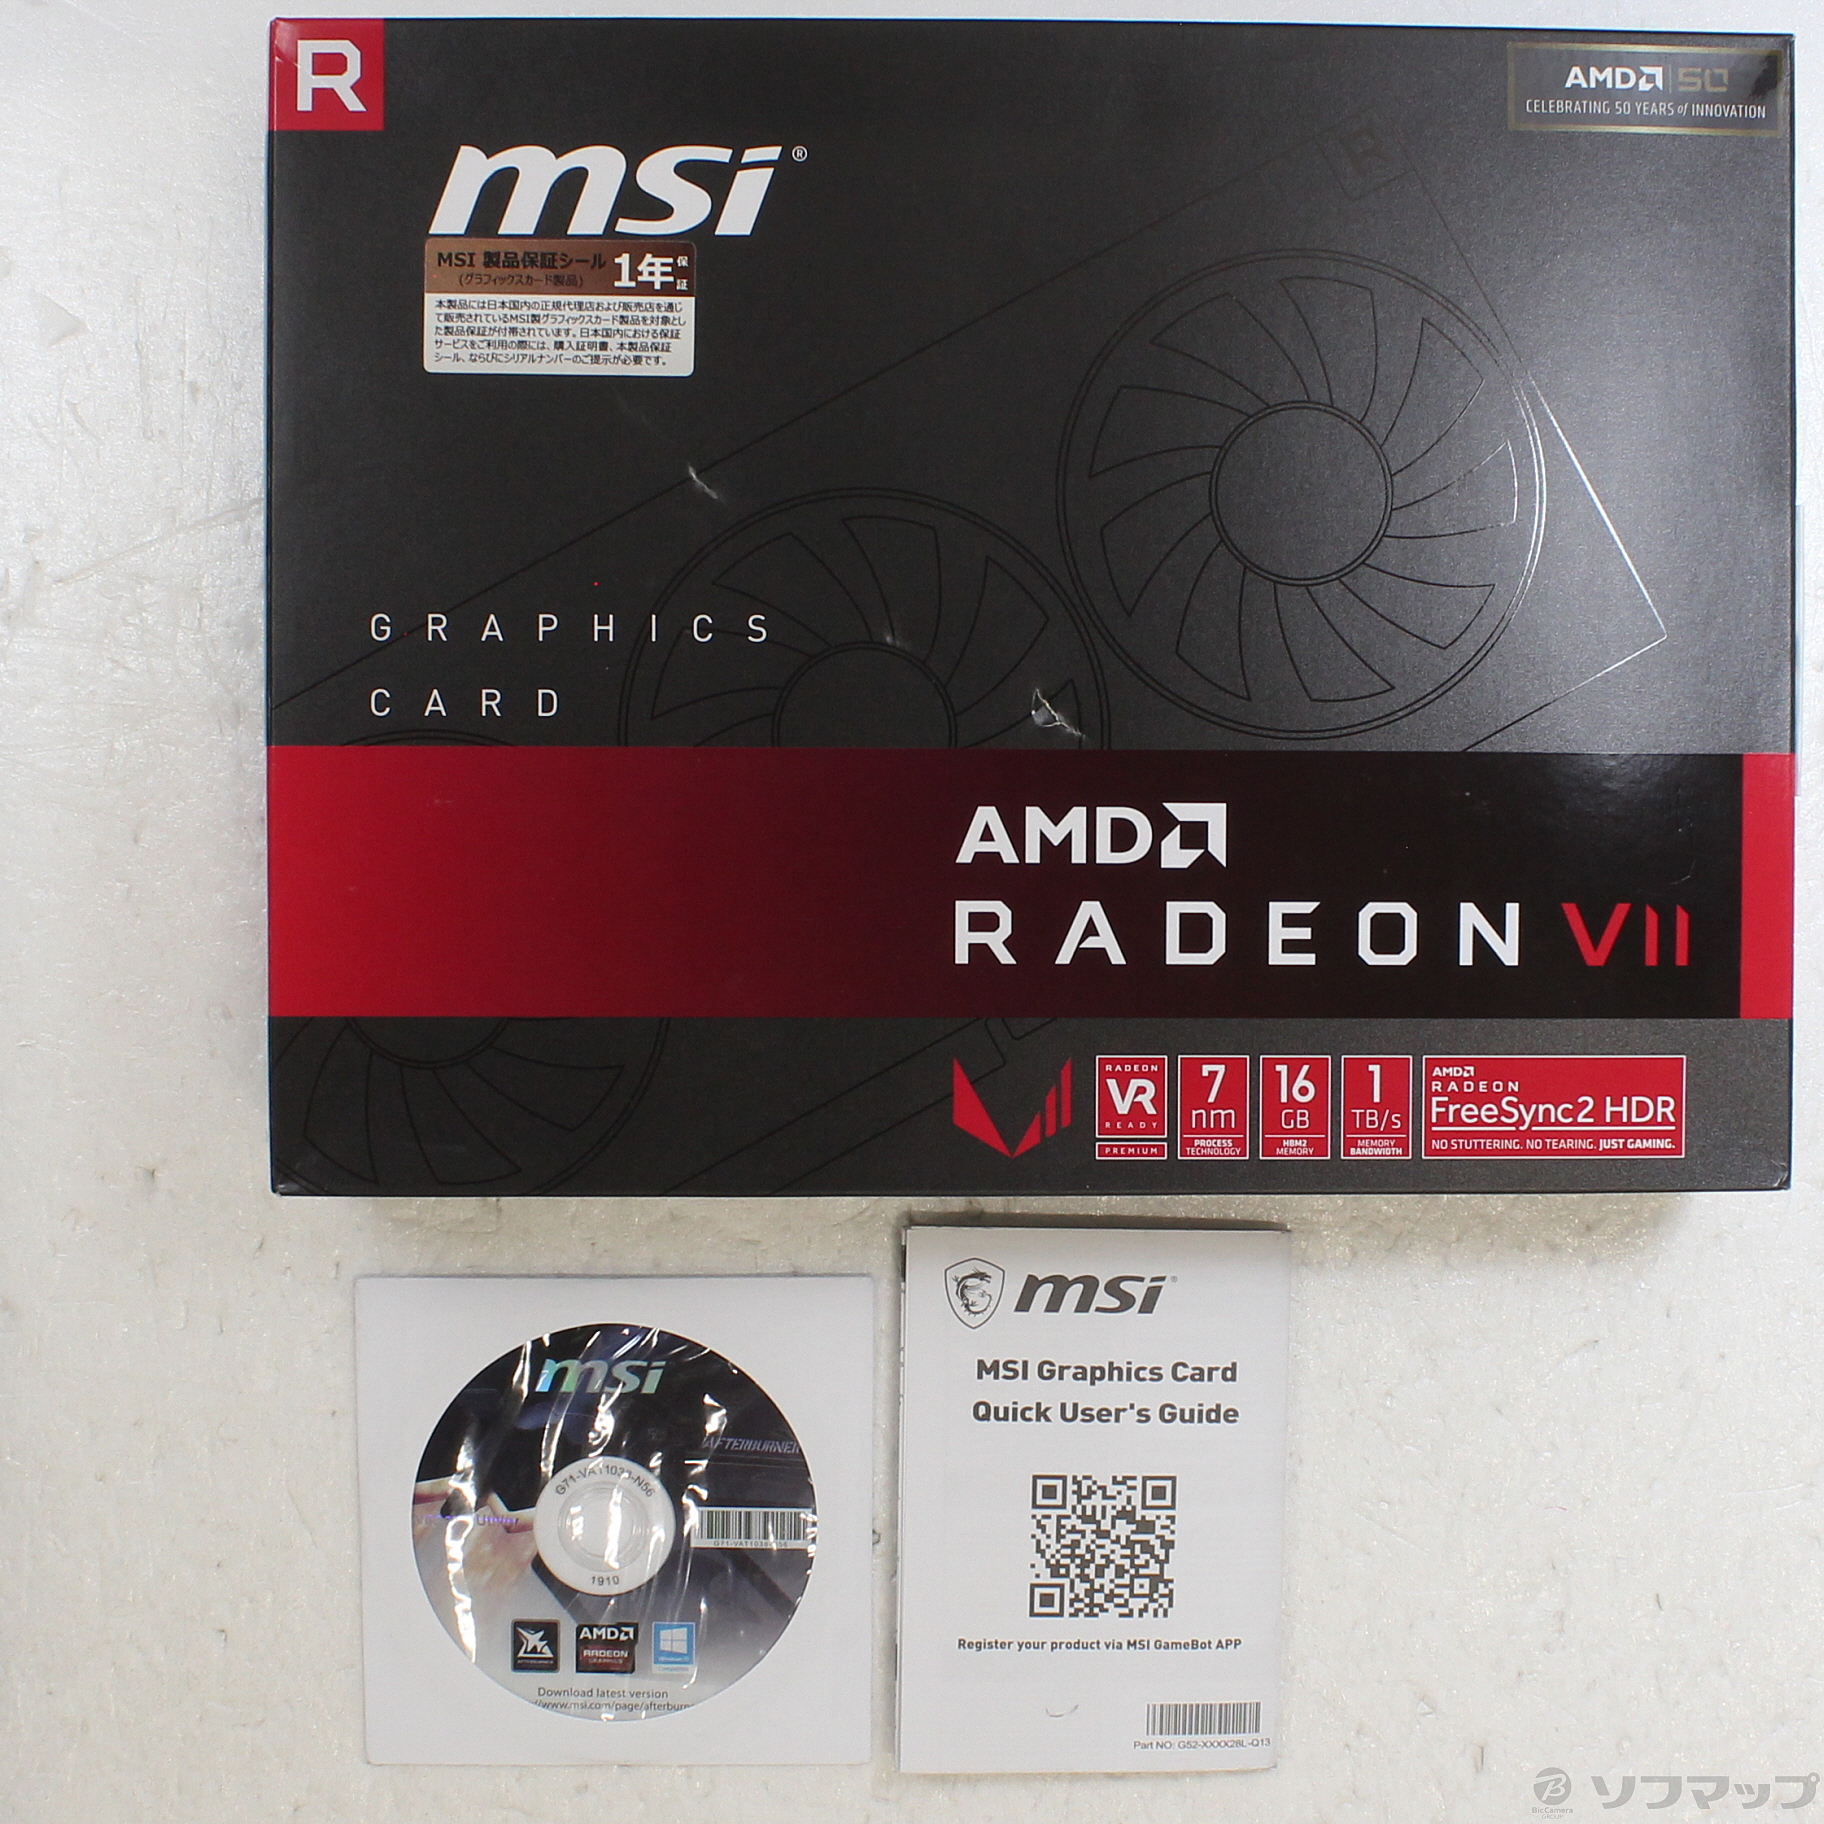 R
AMD 50
CELEBRATING 50 YEARS of INNOVATION
msi®
MSI 製品保証シール
(グラフィックスカード製品)
1年保証
本製品には日本国内の正規代理店および販売店を通じ
て販売されているMSI製グラフィックスカード製品を対象とし
た製品保証が付帯されています。日本国内における保証
サービスをご利用の際には、購入証明書、本製品保証
シール、ならびにシリアルナンバーのご提示が必要です。
GRAPHICS
CARD
AMD
RADEON VII
RADEON
VR
READY
PREMIUM
7
nm
PROCESS
TECHNOLOGY
16
GB
HBM2
MEMORY
1
TB/s
MEMORY
BANDWIDTH
AMD
RADEON
FreeSync2 HDR
NO STUTTERING. NO TEARING. JUST GAMING.
msi
AFTERBURNER
1910
AFTERBURNER
AMD
RADEON
GRAPHICS
Download latest version
//www.msi.com/page/afterburn
msi®
MSI Graphics Card
Quick User's Guide
Register your product via MSI GameBot APP
Part NO: G52-XXXX28L-Q13
BicCamera
GROUP
ソフマップ